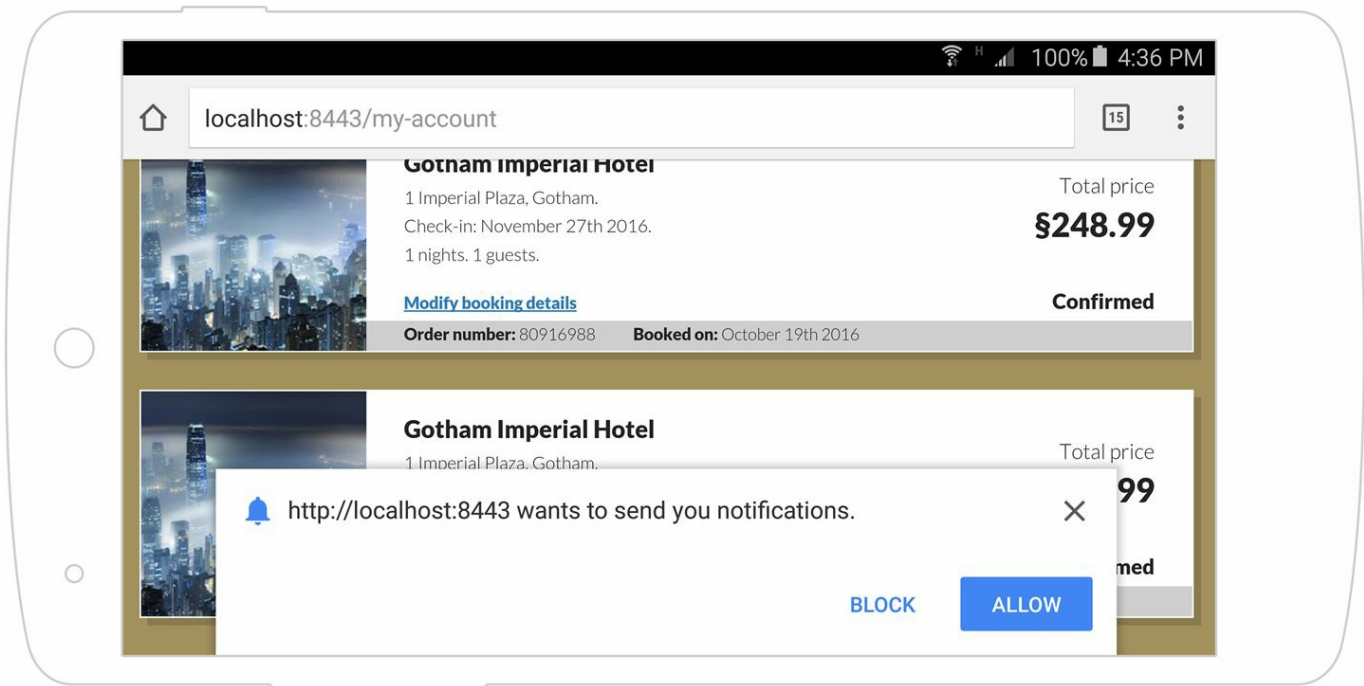 H 100% 4:36 PM
localhost:8443/my-account 15
Gotham Imperial Hotel
1 Imperial Plaza, Gotham.
Check-in: November 27th 2016.
1 nights. 1 guests.
Total price
§248.99
Modify booking details
Confirmed
Order number: 80916988 Booked on: October 19th 2016
Gotham Imperial Hotel
1 Imperial Plaza, Gotham.
Total price
99
med
http://localhost:8443 wants to send you notifications.
BLOCK ALLOW